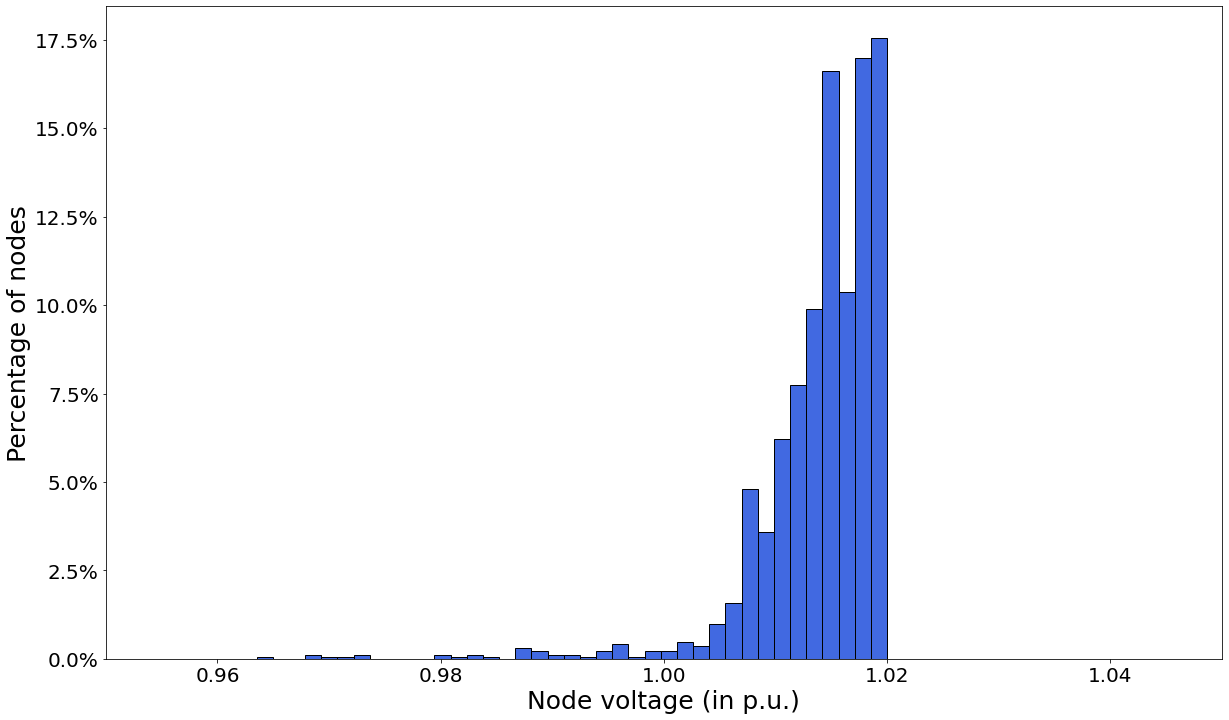 17.5%
15.0%
12.5%
10.0%
7.5%
5.0%
2.5%
0.0%
Percentage of nodes
0.96 0.98 1.00 1.02 1.04
Node voltage (in p.u.)